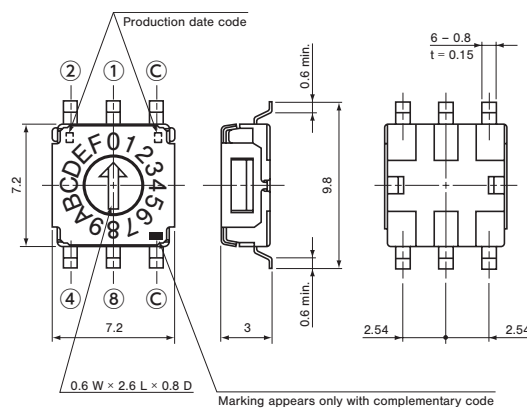 Production date code
6 – 0.8
t = 0.15
② ① Ⓒ
0.6 min.
0123456789ABCDEF
7.2
9.8
④ ⑧ Ⓒ
0.6 min.
7.2
3
2.54
2.54
0.6 W × 2.6 L × 0.8 D
Marking appears only with complementary code